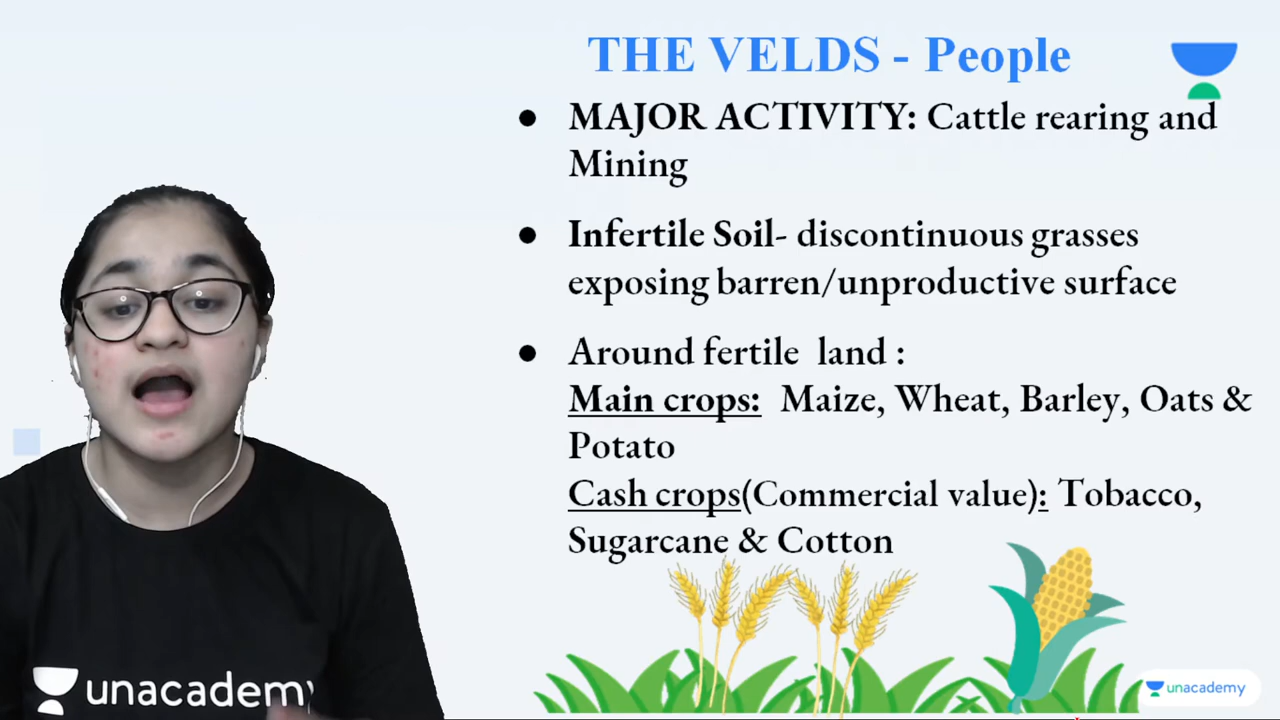 THE VELDS - People
● MAJOR ACTIVITY: Cattle rearing and
Mining
● Infertile Soil- discontinuous grasses
exposing barren/unproductive surface
● Around fertile land :
Main crops: Maize, Wheat, Barley, Oats &
Potato
Cash crops(Commercial value): Tobacco,
Sugarcane & Cotton
unacademy
unacademy